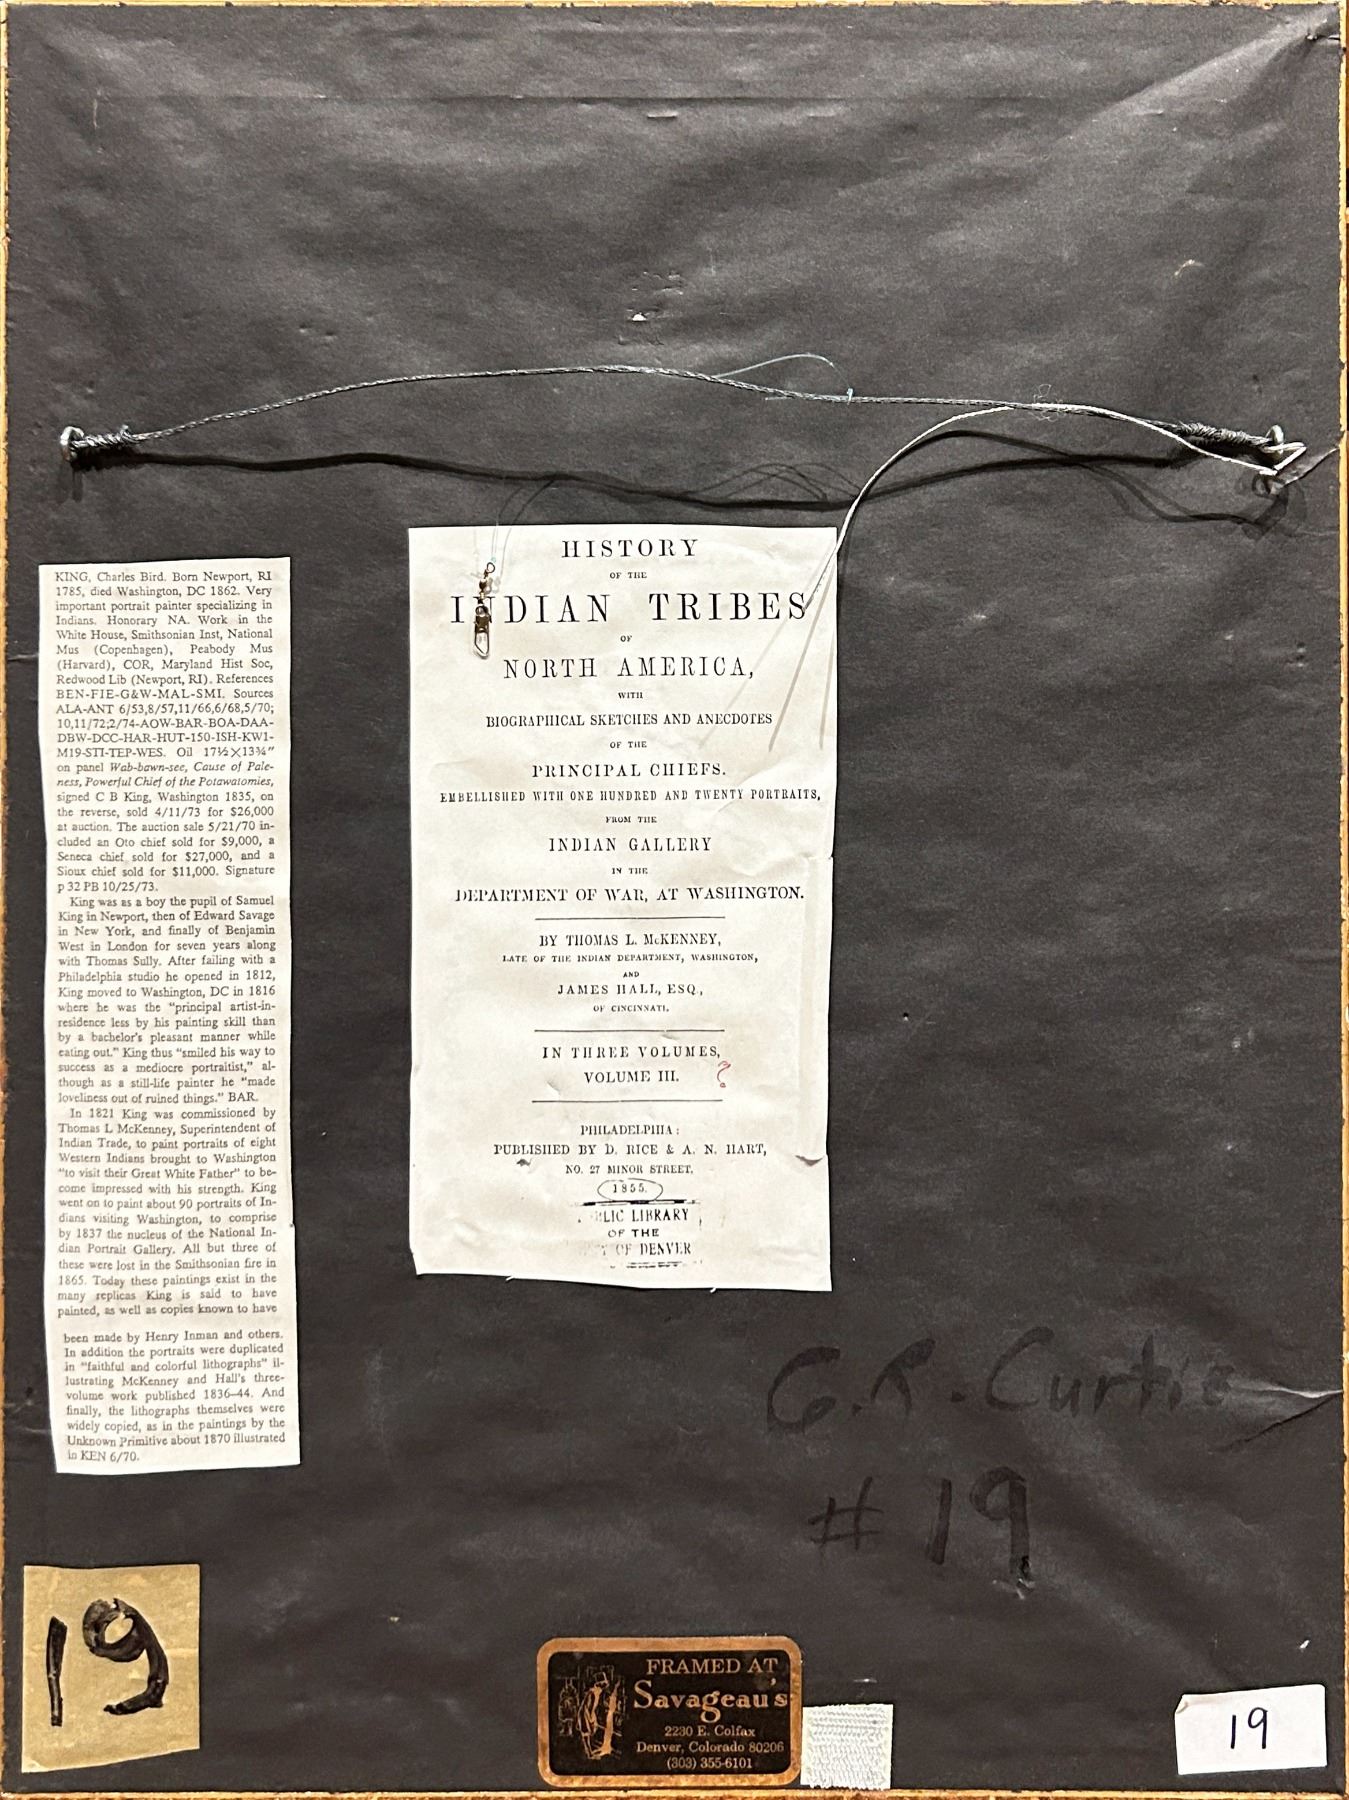 KING, Charles Bird. Born Newport, RI
1785, died Washington, DC 1862. Very
important portrait painter specializing in
Indians. Honorary NA. Work in the
White House, Smithsonian Inst, National
Mus (Copenhagen), Peabody Mus
(Harvard), COR, Maryland Hist Soc,
Redwood Lib (Newport, RI). References
BEN-FIE-G&W-MAL-SMI. Sources
ALA-ANT 6/53,8/57,11/66,6/68,5/70;
10,11/72;2/74-AOW-BAR-BOA-DAA-
DBW-DCC-HAR-HUT-150-ISH-KW1-
M19-STI-TEP-WES. Oil 17½×13¾"
on panel Wab-bawn-see, Cause of Pale-
ness, Powerful Chief of the Potawatomies,
signed C B King, Washington 1835, on
the reverse, sold 4/11/73 for $26,000
at auction. The auction sale 5/21/70 in-
cluded an Oto chief sold for $9,000, a
Seneca chief sold for $27,000, and a
Sioux chief sold for $11,000. Signature
p 32 PB 10/25/73.
King was as a boy the pupil of Samuel
King in Newport, then of Edward Savage
in New York, and finally of Benjamin
West in London for seven years along
with Thomas Sully. After failing with a
Philadelphia studio he opened in 1812,
King moved to Washington, DC in 1816
where he was the "principal artist-in-
residence less by his painting skill than
by a bachelor's pleasant manner while
eating out." King thus "smiled his way to
success as a mediocre portraitist," al-
though as a still-life painter he "made
loveliness out of ruined things." BAR.
In 1821 King was commissioned by
Thomas L McKenney, Superintendent of
Indian Trade, to paint portraits of eight
Western Indians brought to Washington
"to visit their Great White Father" to be-
come impressed with his strength. King
went on to paint about 90 portraits of In-
dians visiting Washington, to comprise
by 1837 the nucleus of the National In-
dian Portrait Gallery. All but three of
these were lost in the Smithsonian fire in
1865. Today these paintings exist in the
many replicas King is said to have
painted, as well as copies known to have
been made by Henry Inman and others.
In addition the portraits were duplicated
in "faithful and colorful lithographs" il-
lustrating McKenney and Hall's three-
volume work published 1836–44. And
finally, the lithographs themselves were
widely copied, as in the paintings by the
Unknown Primitive about 1870 illustrated
in KEN 6/70.
HISTORY
OF THE
INDIAN TRIBES
OF
NORTH AMERICA,
WITH
BIOGRAPHICAL SKETCHES AND ANECDOTES
OF THE
PRINCIPAL CHIEFS.
EMBELLISHED WITH ONE HUNDRED AND TWENTY PORTRAITS,
FROM THE
INDIAN GALLERY
IN THE
DEPARTMENT OF WAR, AT WASHINGTON.
BY THOMAS L. McKENNEY,
LATE OF THE INDIAN DEPARTMENT, WASHINGTON,
AND
JAMES HALL, ESQ.,
OF CINCINNATI.
IN THREE VOLUMES,
VOLUME III. ?
PHILADELPHIA:
PUBLISHED BY D. RICE & A. N. HART,
NO. 27 MINOR STREET.
1855.
LIBRARY
OF THE
OF DENVER
Curtis
# 19
19
FRAMED AT
Savageau's
2230 E. Colfax
Denver, Colorado 80206
(303) 355-6101
19